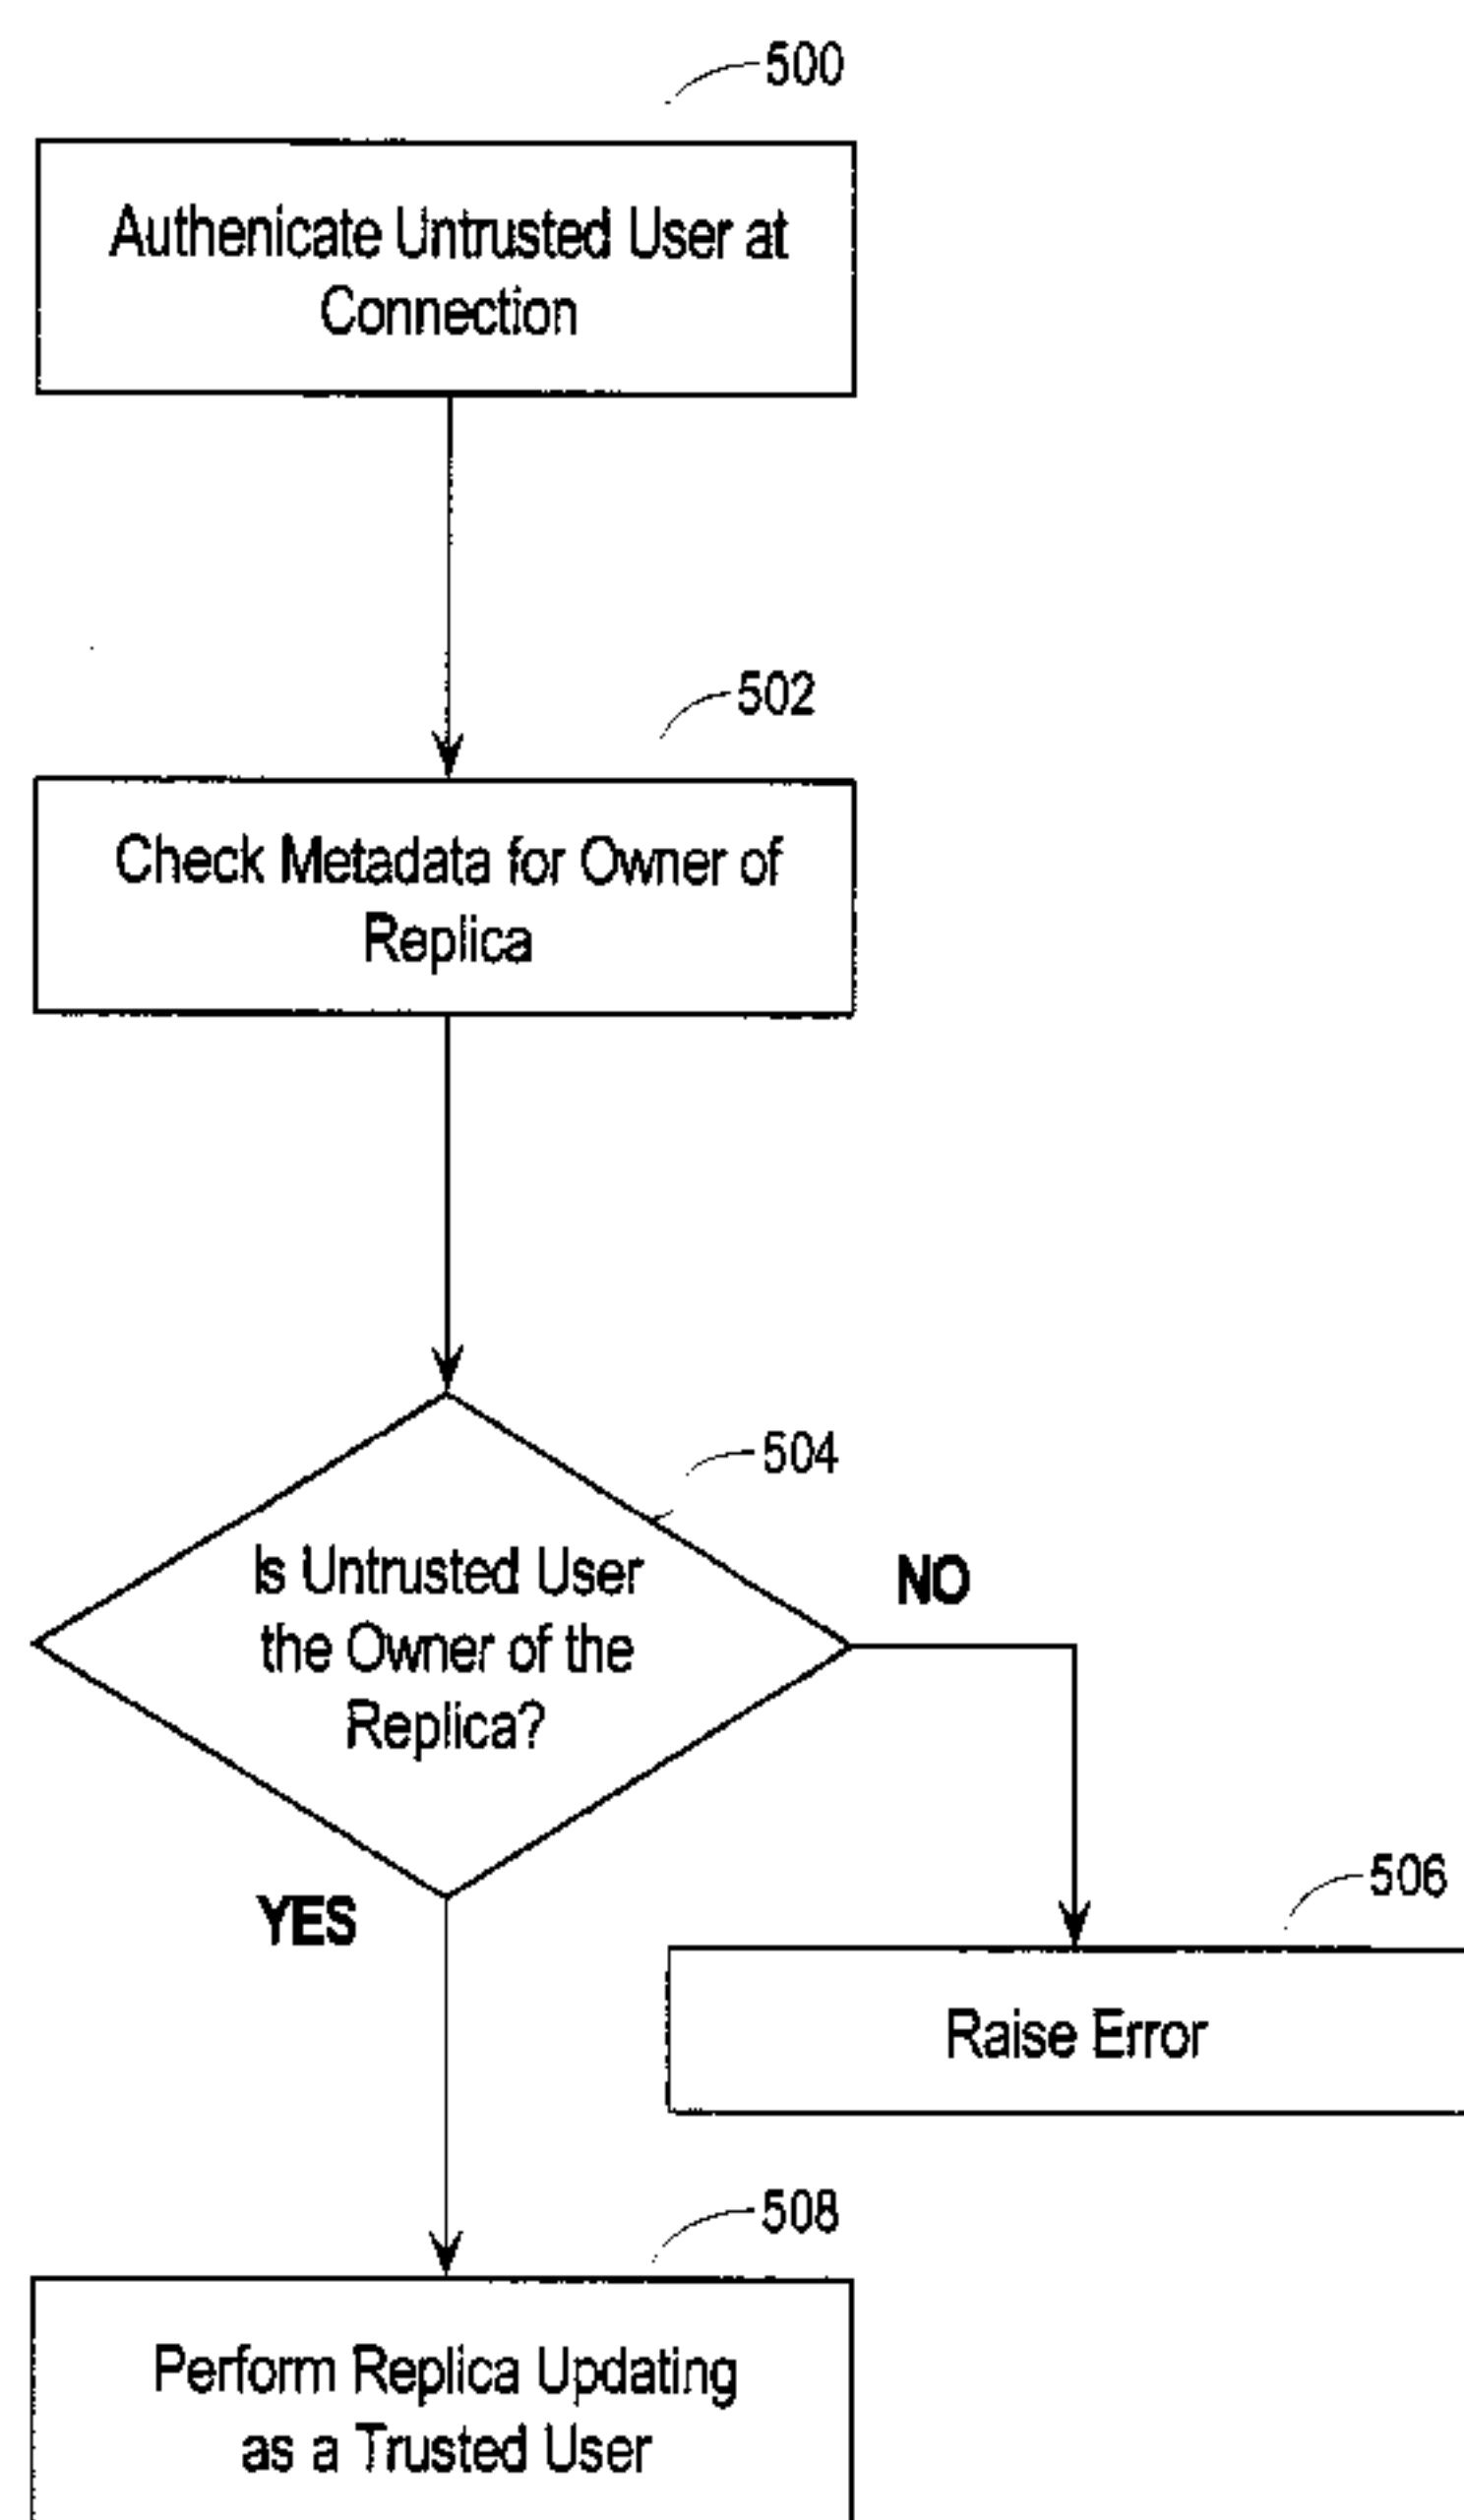 500
Authenicate Untrusted User at
Connection
502
Check Metadata for Owner of
Replica
504
Is Untrusted User
the Owner of the
Replica?
NO
YES
506
Raise Error
508
Perform Replica Updating
as a Trusted User